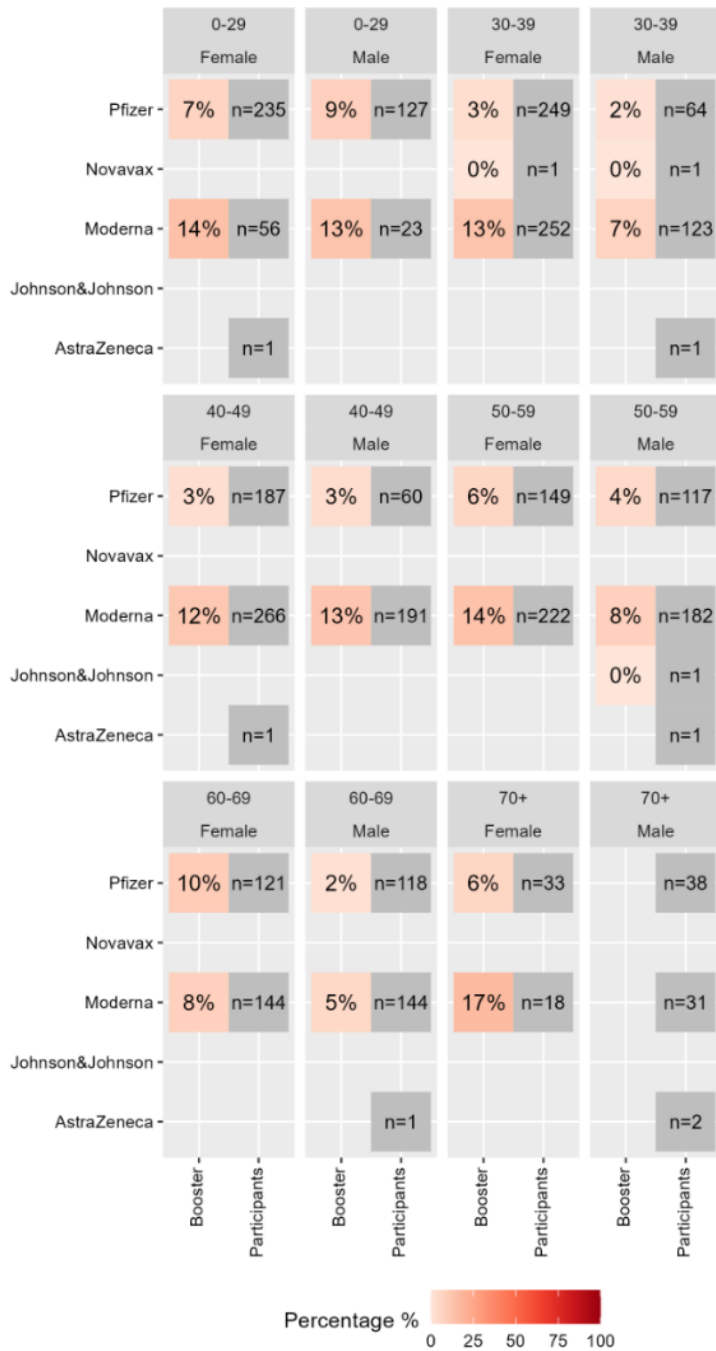 0-29 0-29 30-39 30-39
Female Male Female Male
Pfizer 7% n=235 9% n=127 3% n=249 2% n=64
Novavax 0% n=1 0% n=1
Moderna 14% n=56 13% n=23 13% n=252 7% n=123
Johnson&Johnson
AstraZeneca n=1 n=1
40-49 40-49 50-59 50-59
Female Male Female Male
Pfizer 3% n=187 3% n=60 6% n=149 4% n=117
Novavax
Moderna 12% n=266 13% n=191 14% n=222 8% n=182
Johnson&Johnson 0% n=1
AstraZeneca n=1 n=1
60-69 60-69 70+ 70+
Female Male Female Male
Pfizer 10% n=121 2% n=118 6% n=33 n=38
Novavax
Moderna 8% n=144 5% n=144 17% n=18 n=31
Johnson&Johnson
AstraZeneca n=1 n=2
Booster Participants Booster Participants Booster Participants Booster Participants
Percentage %
0 25 50 75 100